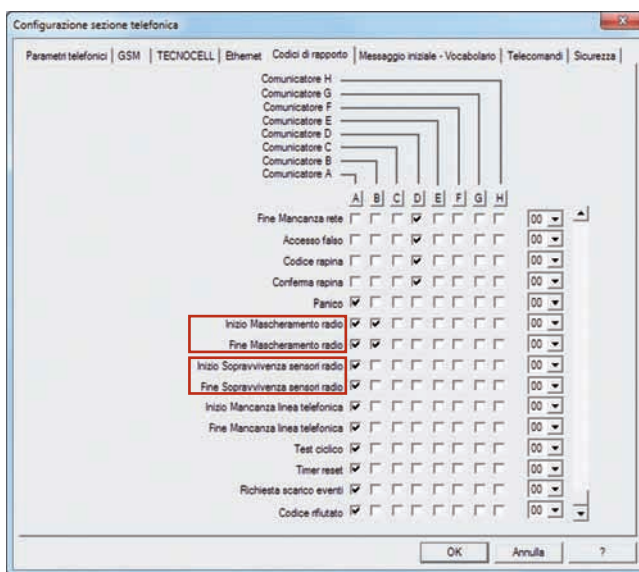 Configurazione sezione telefonica
Parametri telefonici | GSM | TECNOCELL | Ethernet Codici di rapporto | Messaggio iniziale - Vocabolario | Telecomandi | Sicurezza
Comunicatore H
Comunicatore G
Comunicatore F
Comunicatore E
Comunicatore D
Comunicatore C
Comunicatore B
Comunicatore A
A B C D E F G H
Fine Mancanza rete 00
Accesso falso 00
Codice rapina 00
Conferma rapina 00
Panico 00
Inizio Mascheramento radio 00
Fine Mascheramento radio 00
Inizio Sopravvivenza sensori radio 00
Fine Sopravvivenza sensori radio 00
Inizio Mancanza linea telefonica 00
Fine Mancanza linea telefonica 00
Test ciclico 00
Timer reset 00
Richiesta scarico eventi 00
Codice rifiutato 00
OK Annulla ?